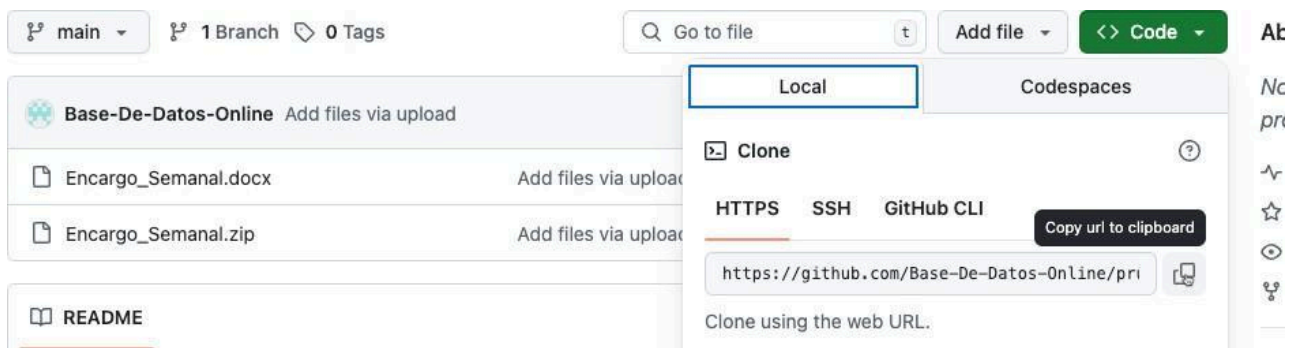 main 1 Branch 0 Tags Go to file t Add file Code
Base-De-Datos-Online Add files via upload
Encargo_Semanal.docx Add files via upload
Encargo_Semanal.zip Add files via upload
README
Local Codespaces
Clone
HTTPS SSH GitHub CLI
Copy url to clipboard
https://github.com/Base-De-Datos-Online/pru
Clone using the web URL.